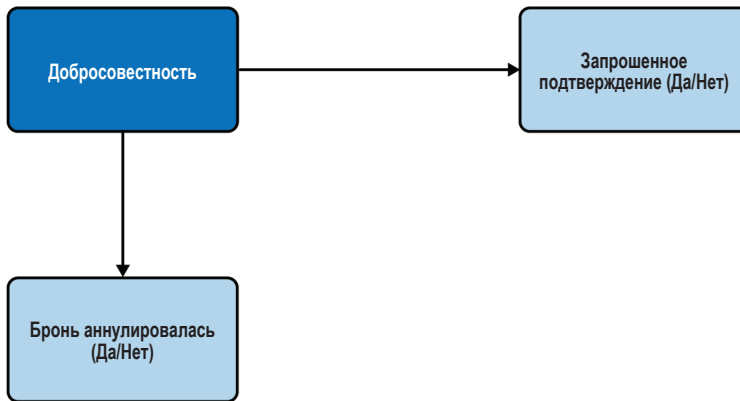 Добросовестность
Запрошенное
подтверждение (Да/Нет)
Бронь аннулировалась
(Да/Нет)